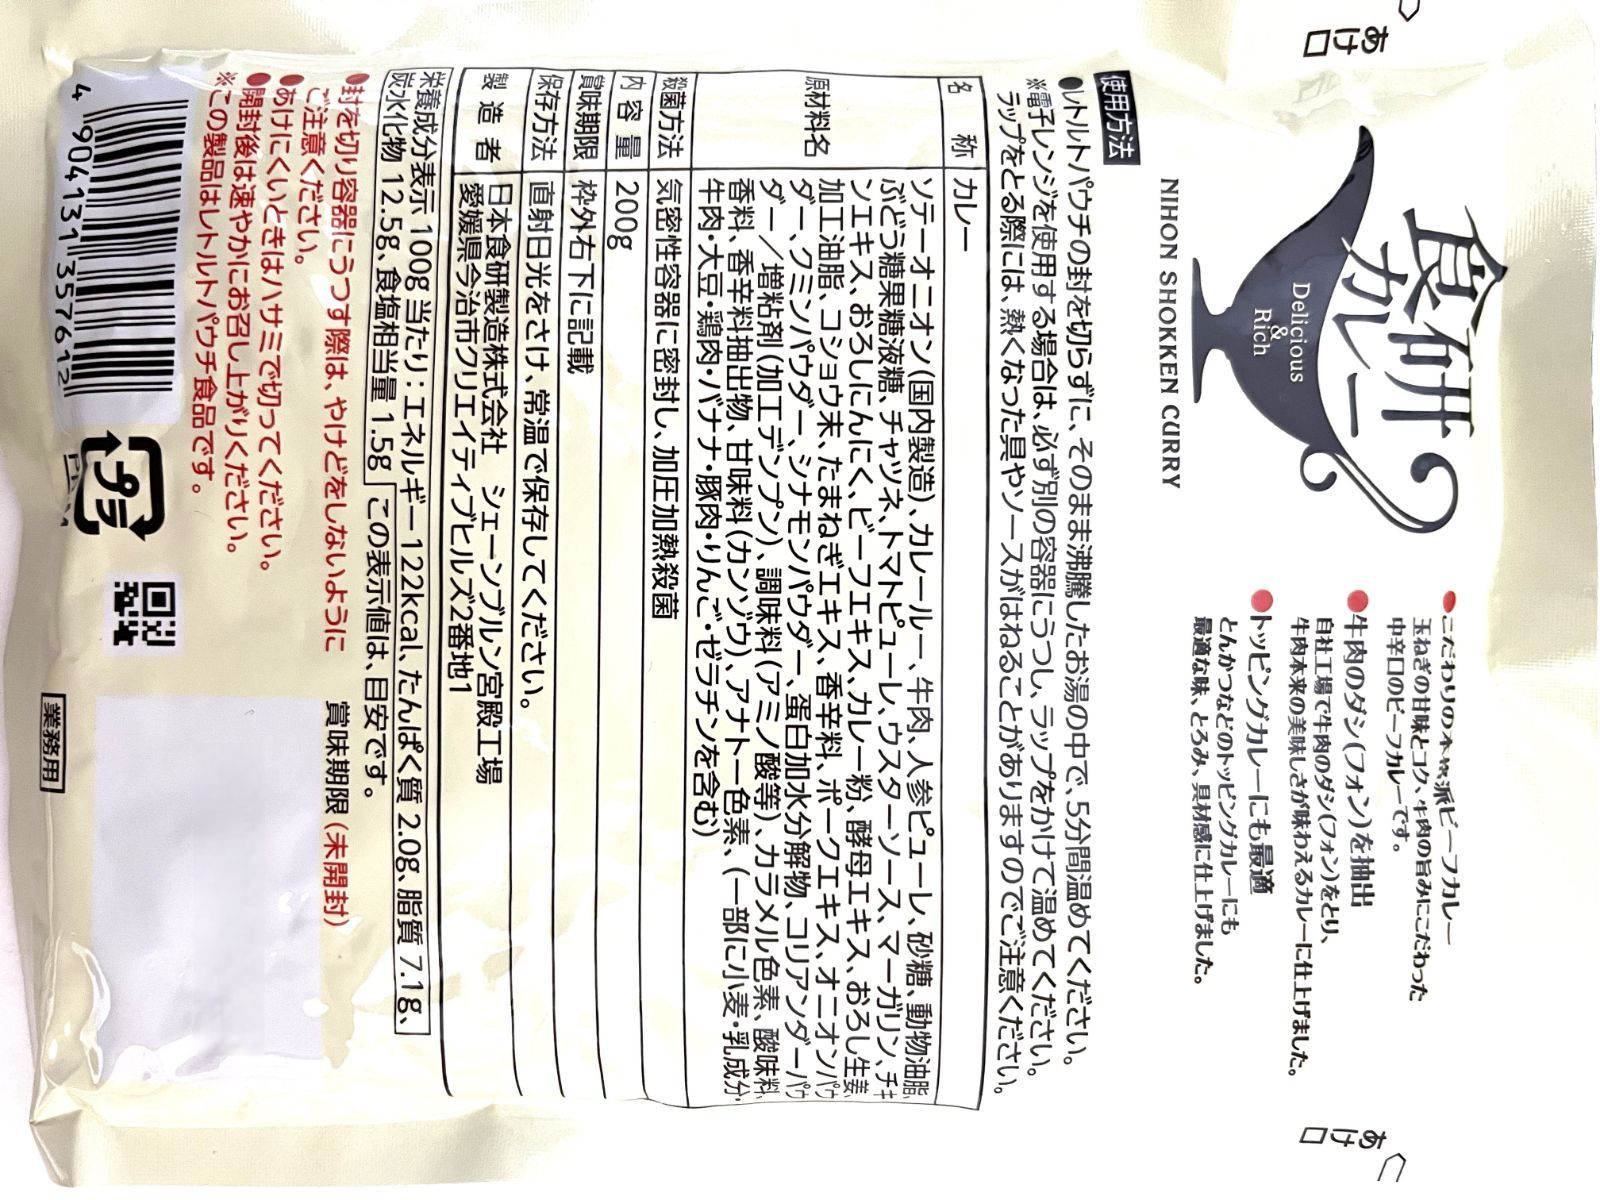 あけ口
食研
カレー
Delicious
&
Rich
NIHON SHOKKEN CURRY
●こだわりの本格派ビーフカレー
玉ねぎの甘味とコク、牛肉の旨みにこだわった
中辛口のビーフカレーです。
●牛肉のダシ(フォン)を抽出
自社工場で牛肉のダシ(フォン)をとり、
牛肉本来の美味しさが味わえるカレーに仕上げました。
●トッピングカレーにも最適
とんかつなどのトッピングカレーにも
最適な味、とろみ、具材感に仕上げました。
あけ口
使用方法
●レトルトパウチの封を切らずに、そのまま沸騰したお湯の中で、5分間温めてください。
※電子レンジを使用する場合は、必ず別の容器にうつし、ラップをかけて温めてください。
ラップをとる際には、熱くなった具やソースがはねることがありますのでご注意ください。
名称 カレー
原材料名 ソテーオニオン(国内製造)、カレールー、牛肉、人参ピューレ、砂糖、動物油脂、
ぶどう糖果糖液糖、チャツネ、トマトピューレ、ウスターソース、マーガリン、チキ
ンエキス、おろしにんにく、ビーフエキス、カレー粉、酵母エキス、おろし生姜、
加工油脂、コショウ末、たまねぎエキス、香辛料、ポークエキス、オニオンパウ
ダー、クミンパウダー、シナモンパウダー、蛋白加水分解物、コリアンダーパウ
ダー／増粘剤(加工デンプン)、調味料(アミノ酸等)、カラメル色素、酸味料、
香料、香辛料抽出物、甘味料(カンゾウ)、アナトー色素、(一部に小麦・乳成分・
牛肉・大豆・鶏肉・バナナ・豚肉・りんご・ゼラチンを含む)
殺菌方法 気密性容器に密封し、加圧加熱殺菌
内容量 200g
賞味期限 枠外右下に記載
保存方法 直射日光をさけ、常温で保存してください。
製造者 日本食研製造株式会社 シェーンブルン宮殿工場
愛媛県今治市クリエイティブヒルズ2番地1
栄養成分表示 100g当たり：エネルギー 122kcal、たんぱく質 2.0g、脂質 7.1g、
炭水化物 12.5g、食塩相当量 1.5g この表示値は、目安です。
●封を切り容器にうつす際は、やけどをしないように
ご注意ください。
●あけにくいときはハサミで切ってください。
●開封後は速やかにお召し上がりください。
※この製品はレトルトパウチ食品です。
賞味期限 (未開封)
4 904131 357612
プラ
業務用